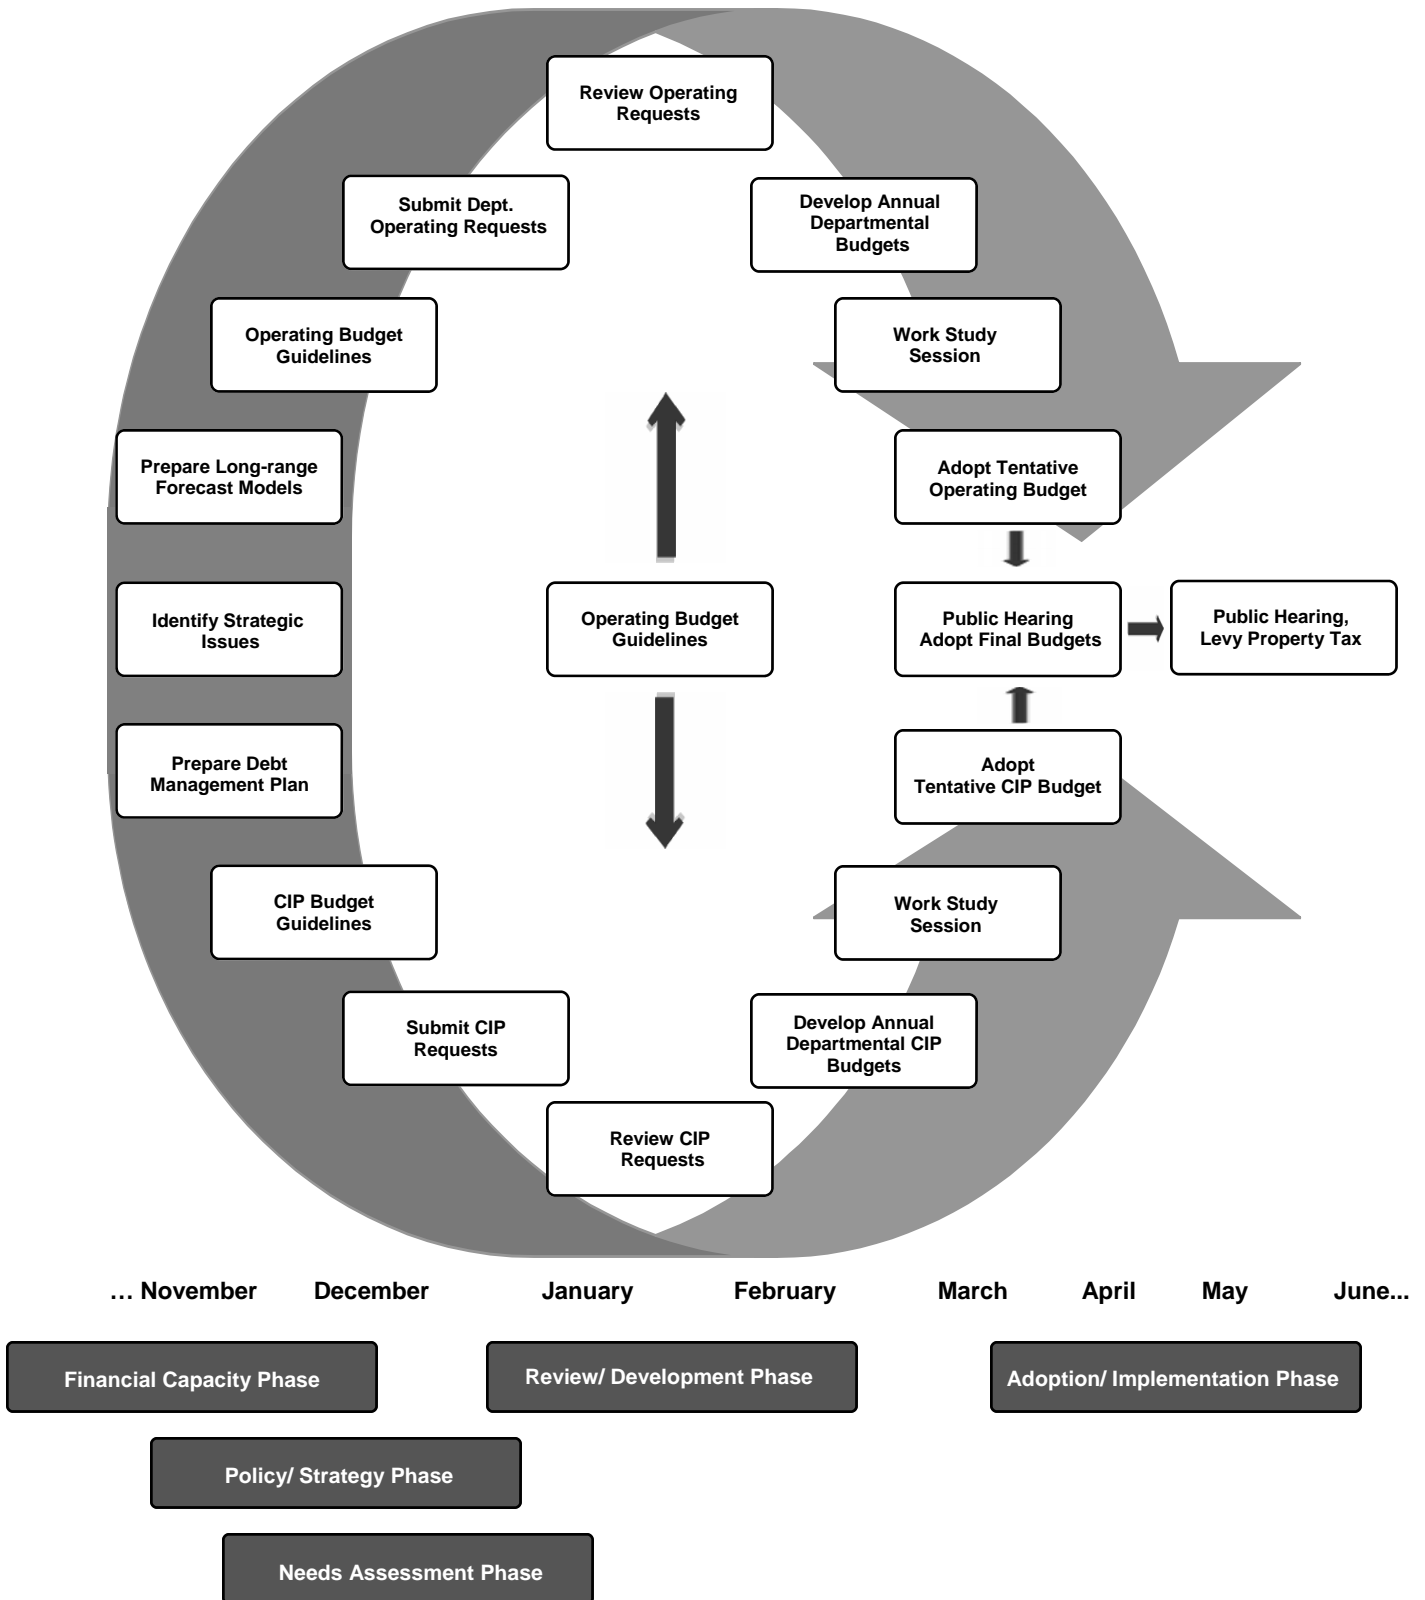 Review Operating
Requests
Submit Dept.
Operating Requests
Develop Annual
Departmental
Budgets
Operating Budget
Guidelines
Work Study
Session
Prepare Long-range
Forecast Models
Adopt Tentative
Operating Budget
Identify Strategic
Issues
Operating Budget
Guidelines
Public Hearing
Adopt Final Budgets
Public Hearing,
Levy Property Tax
Prepare Debt
Management Plan
Adopt
Tentative CIP Budget
CIP Budget
Guidelines
Work Study
Session
Submit CIP
Requests
Develop Annual
Departmental CIP
Budgets
Review CIP
Requests
... November December January February March April May June...
Financial Capacity Phase
Review/ Development Phase
Adoption/ Implementation Phase
Policy/ Strategy Phase
Needs Assessment Phase